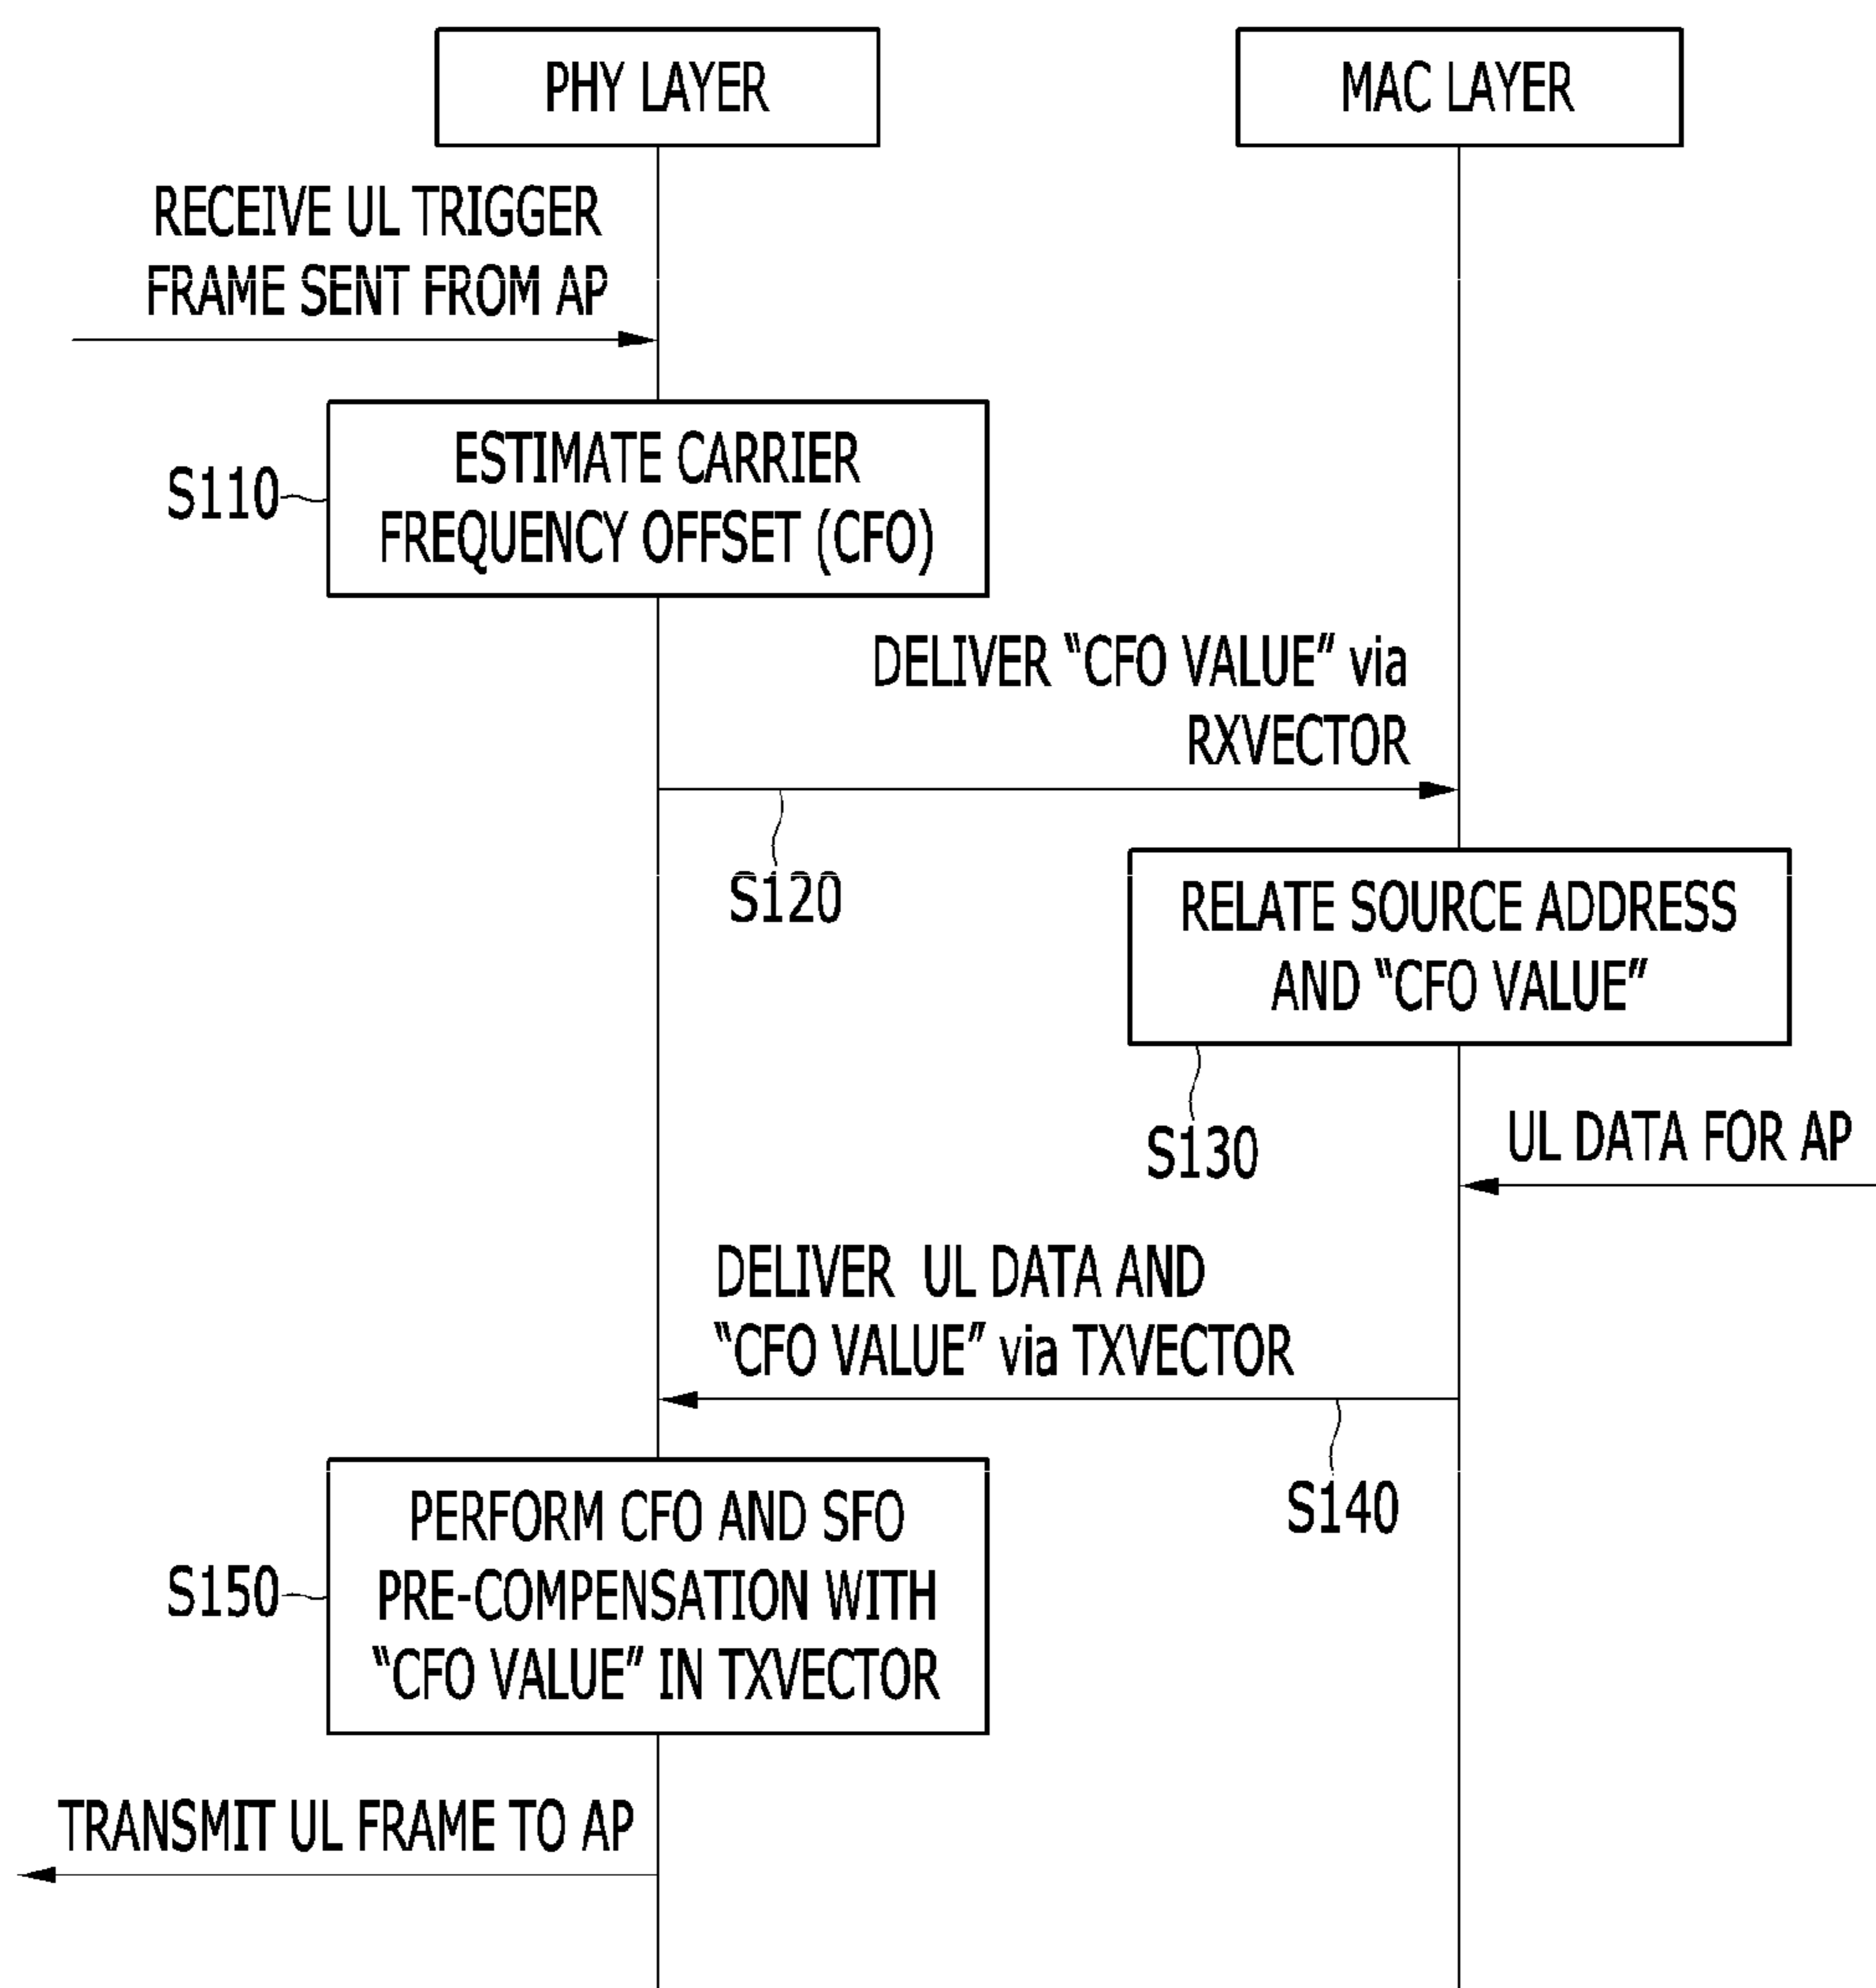 PHY LAYER
MAC LAYER
RECEIVE UL TRIGGER
FRAME SENT FROM AP
ESTIMATE CARRIER
FREQUENCY OFFSET (CFO)
S110
DELIVER “CFO VALUE” via
RXVECTOR
S120
RELATE SOURCE ADDRESS
AND “CFO VALUE”
S130
UL DATA FOR AP
DELIVER UL DATA AND
“CFO VALUE” via TXVECTOR
S140
PERFORM CFO AND SFO
PRE-COMPENSATION WITH
“CFO VALUE” IN TXVECTOR
S150
TRANSMIT UL FRAME TO AP